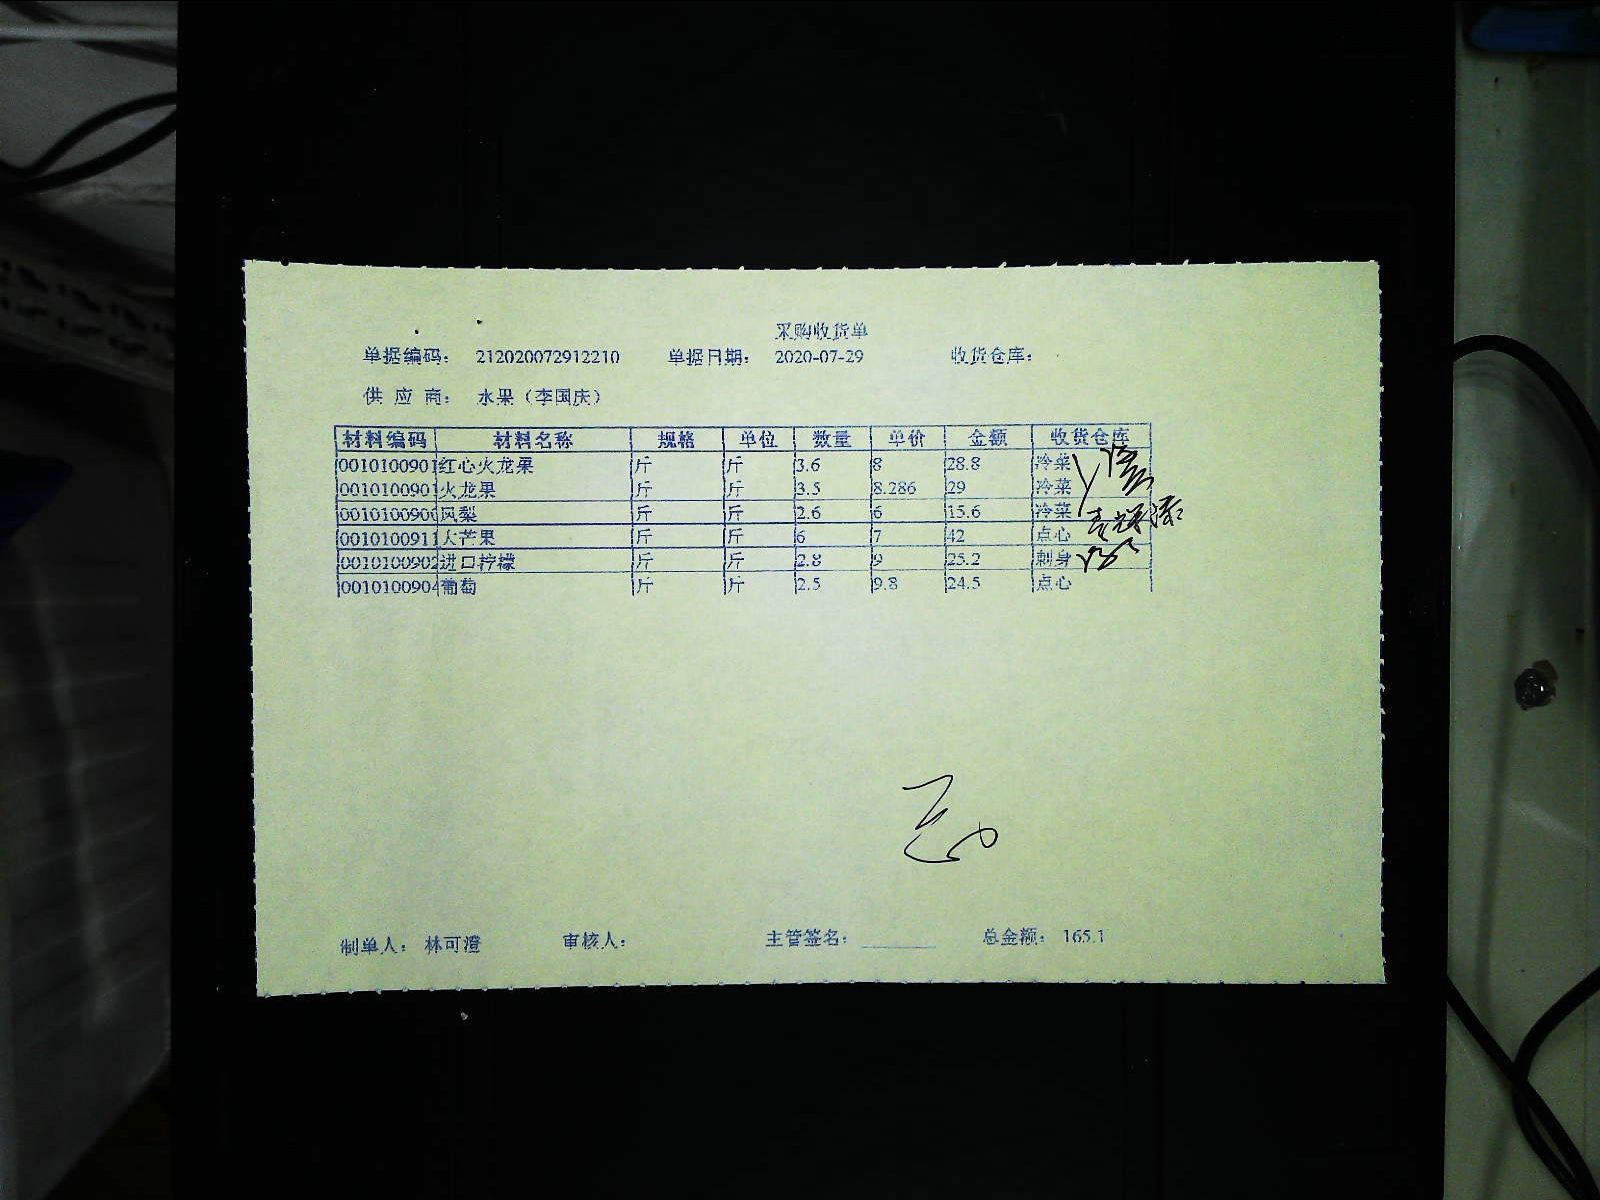 采购收货单
单据编码： 212020072912210 单据日期： 2020-07-29 收货仓库：
供 应 商： 水果（李国庆）
材料编码 材料名称 规格 单位 数量 单价 金额 收货仓库
001010090 红心火龙果 斤 斤 3.6 8 28.8 冷菜
001010090 火龙果 斤 斤 3.5 8.286 29 冷菜
001010090 凤梨 斤 斤 2.6 6 15.6 冷菜
001010091 大芒果 斤 斤 6 7 42 点心
001010090 进口柠檬 斤 斤 2.8 9 25.2 刺身
001010090 葡萄 斤 斤 2.5 9.8 24.5 点心
制单人： 林可澄 审核人： 主管签名： 总金额： 165.1